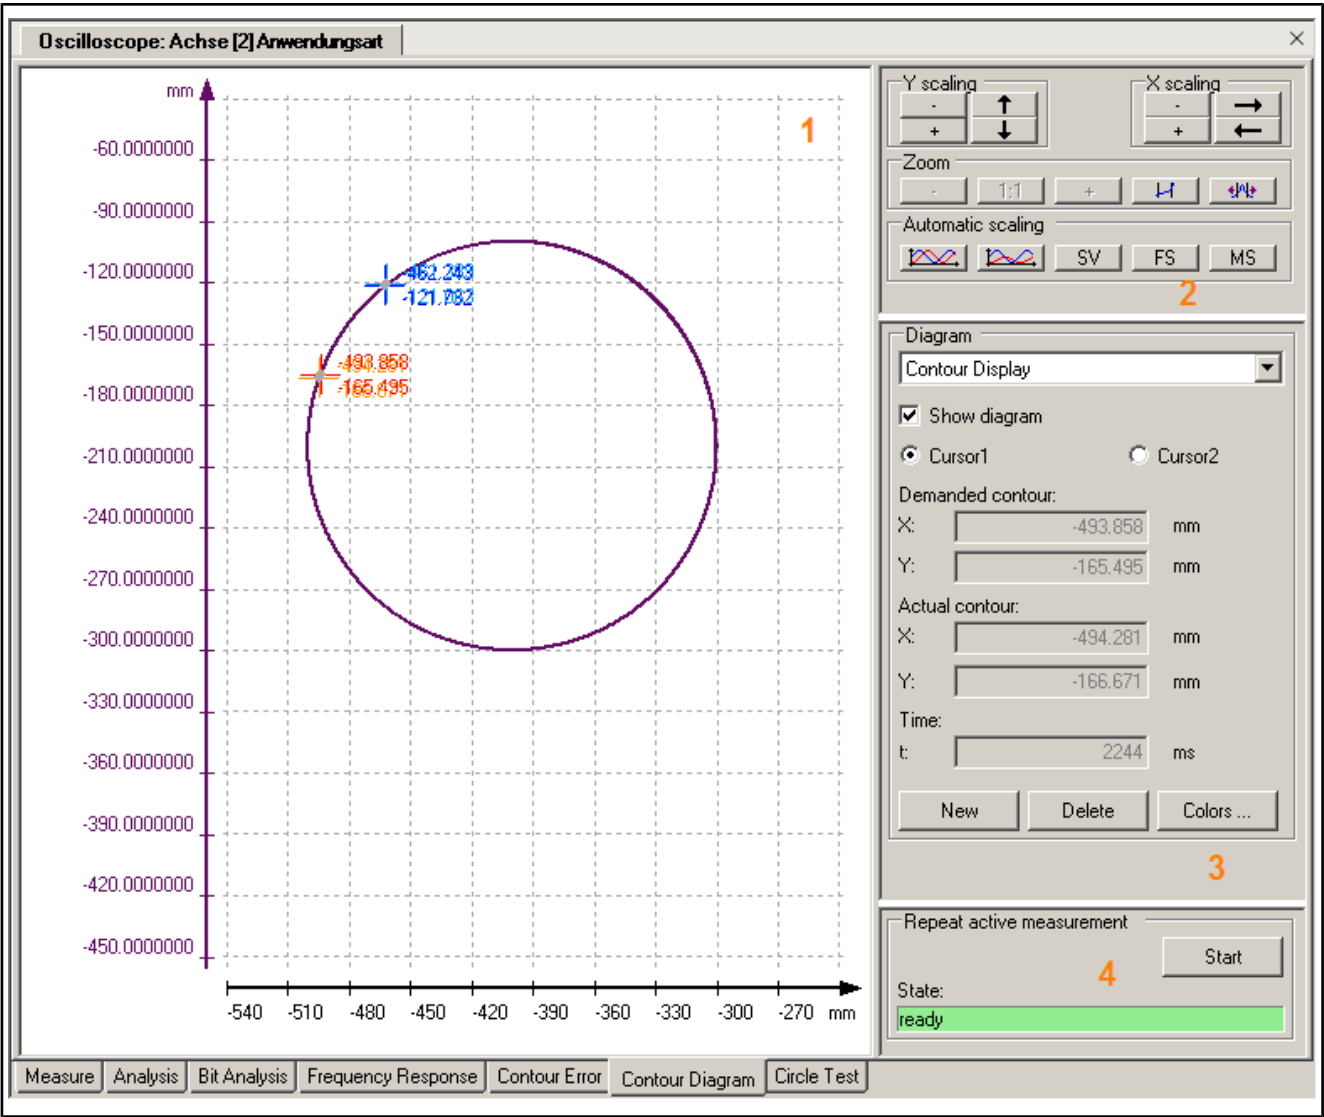 Oscilloscope: Achse [2] Anwendungsart
mm
-60.0000000
-90.0000000
-120.0000000
-150.0000000
-180.0000000
-210.0000000
-240.0000000
-270.0000000
-300.0000000
-330.0000000
-360.0000000
-390.0000000
-420.0000000
-450.0000000
1
-462.243
-493.858
-165.495
-540 -510 -480 -450 -420 -390 -360 -330 -300 -270 mm
Y scaling
-
+
X scaling
-
+
Zoom
- 1:1 +
Automatic scaling
SV FS MS
2
Diagram
Contour Display
Show diagram
Cursor1 Cursor2
Demanded contour:
X: -493.858 mm
Y: -165.495 mm
Actual contour:
X: -494.281 mm
Y: -166.671 mm
Time:
t: 2244 ms
New Delete Colors ...
3
Repeat active measurement
Start
4
State:
ready
Measure Analysis Bit Analysis Frequency Response Contour Error Contour Diagram Circle Test